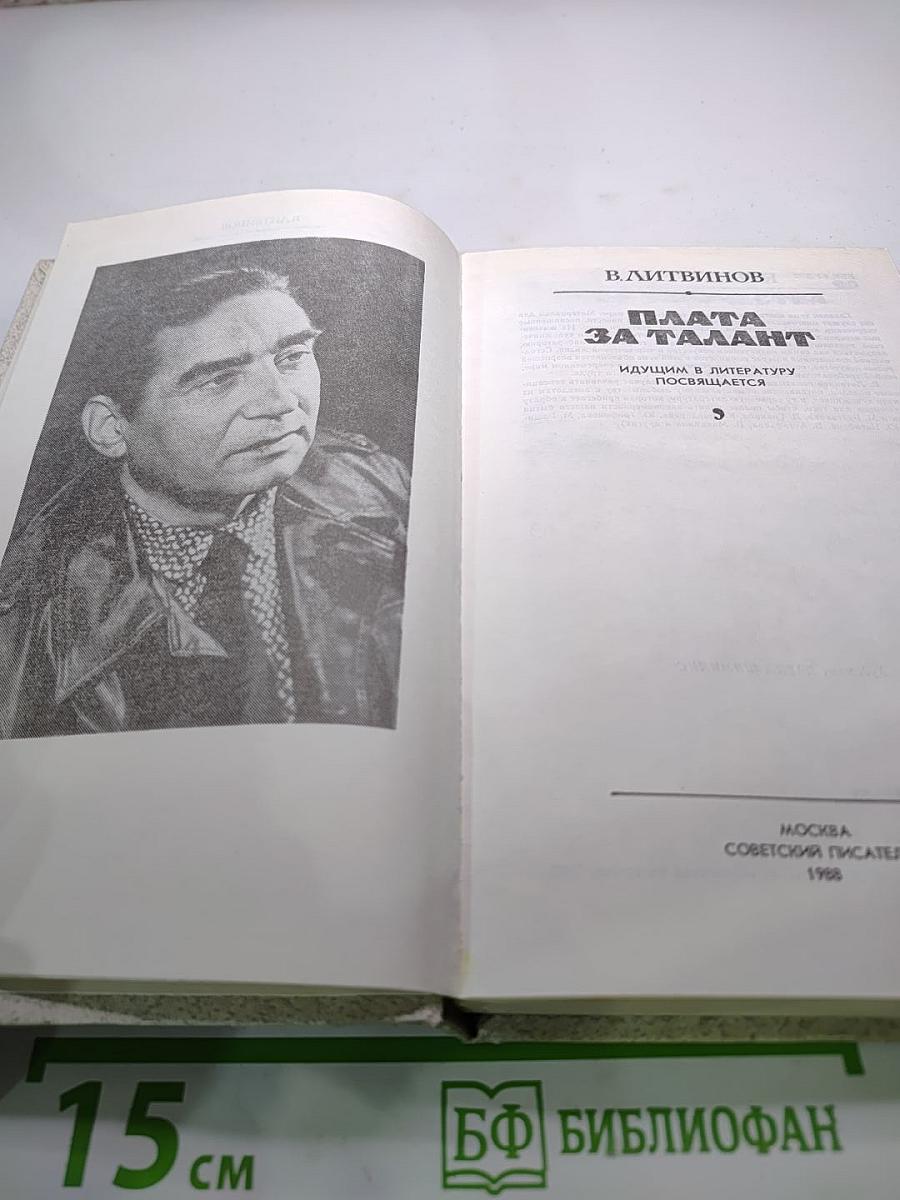 В. ЛИТВИНОВ
ПЛАТА
ЗА ТАЛАНТ
ИДУЩИМ В ЛИТЕРАТУРУ
ПОСВЯЩАЕТСЯ
МОСКВА
СОВЕТСКИЙ ПИСАТЕЛ
1988
15 СМ
БФ БИБЛИОФАН